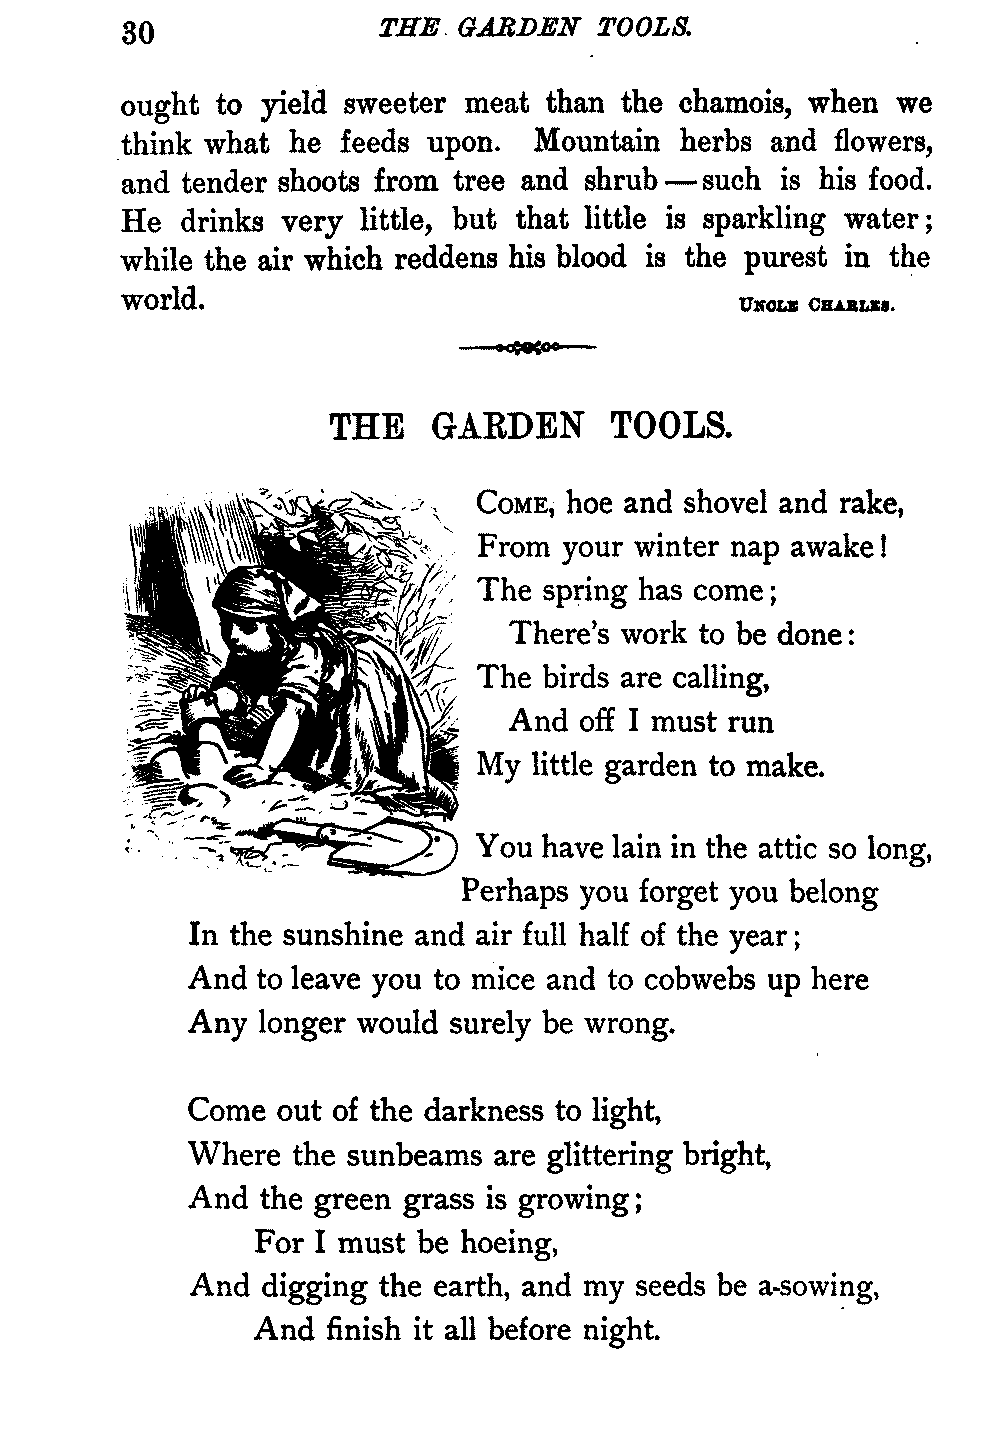 30
THE GARDEN TOOLS.
ought to yield sweeter meat than the chamois, when we
think what he feeds upon. Mountain herbs and flowers,
and tender shoots from tree and shrub — such is his food.
He drinks very little, but that little is sparkling water;
while the air which reddens his blood is the purest in the
world.
UNCLE CHARLES.
THE GARDEN TOOLS.
COME, hoe and shovel and rake,
From your winter nap awake!
The spring has come;
There's work to be done:
The birds are calling,
And off I must run
My little garden to make.
You have lain in the attic so long,
Perhaps you forget you belong
In the sunshine and air full half of the year;
And to leave you to mice and to cobwebs up here
Any longer would surely be wrong.
Come out of the darkness to light,
Where the sunbeams are glittering bright,
And the green grass is growing;
For I must be hoeing,
And digging the earth, and my seeds be a-sowing,
And finish it all before night.